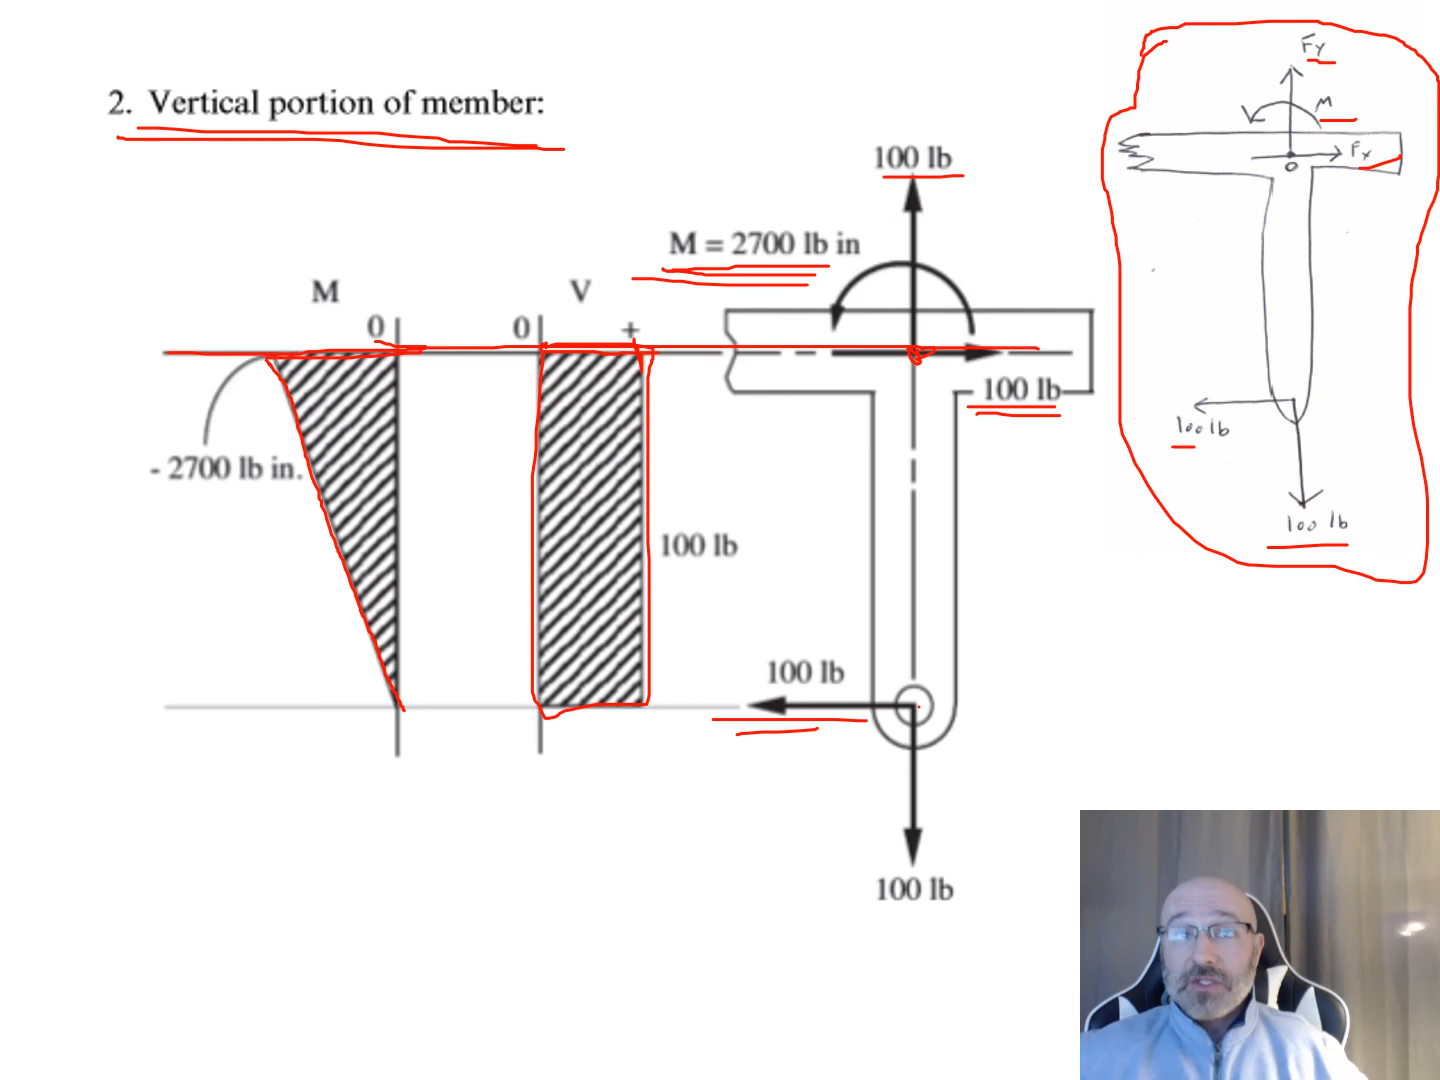 2. Vertical portion of member:
100 lb
M = 2700 lb in
M
V
0
0
+
100 lb
- 2700 lb in.
100 lb
100 lb
100 lb
Fy
M
Fx
O
100 lb
100 lb